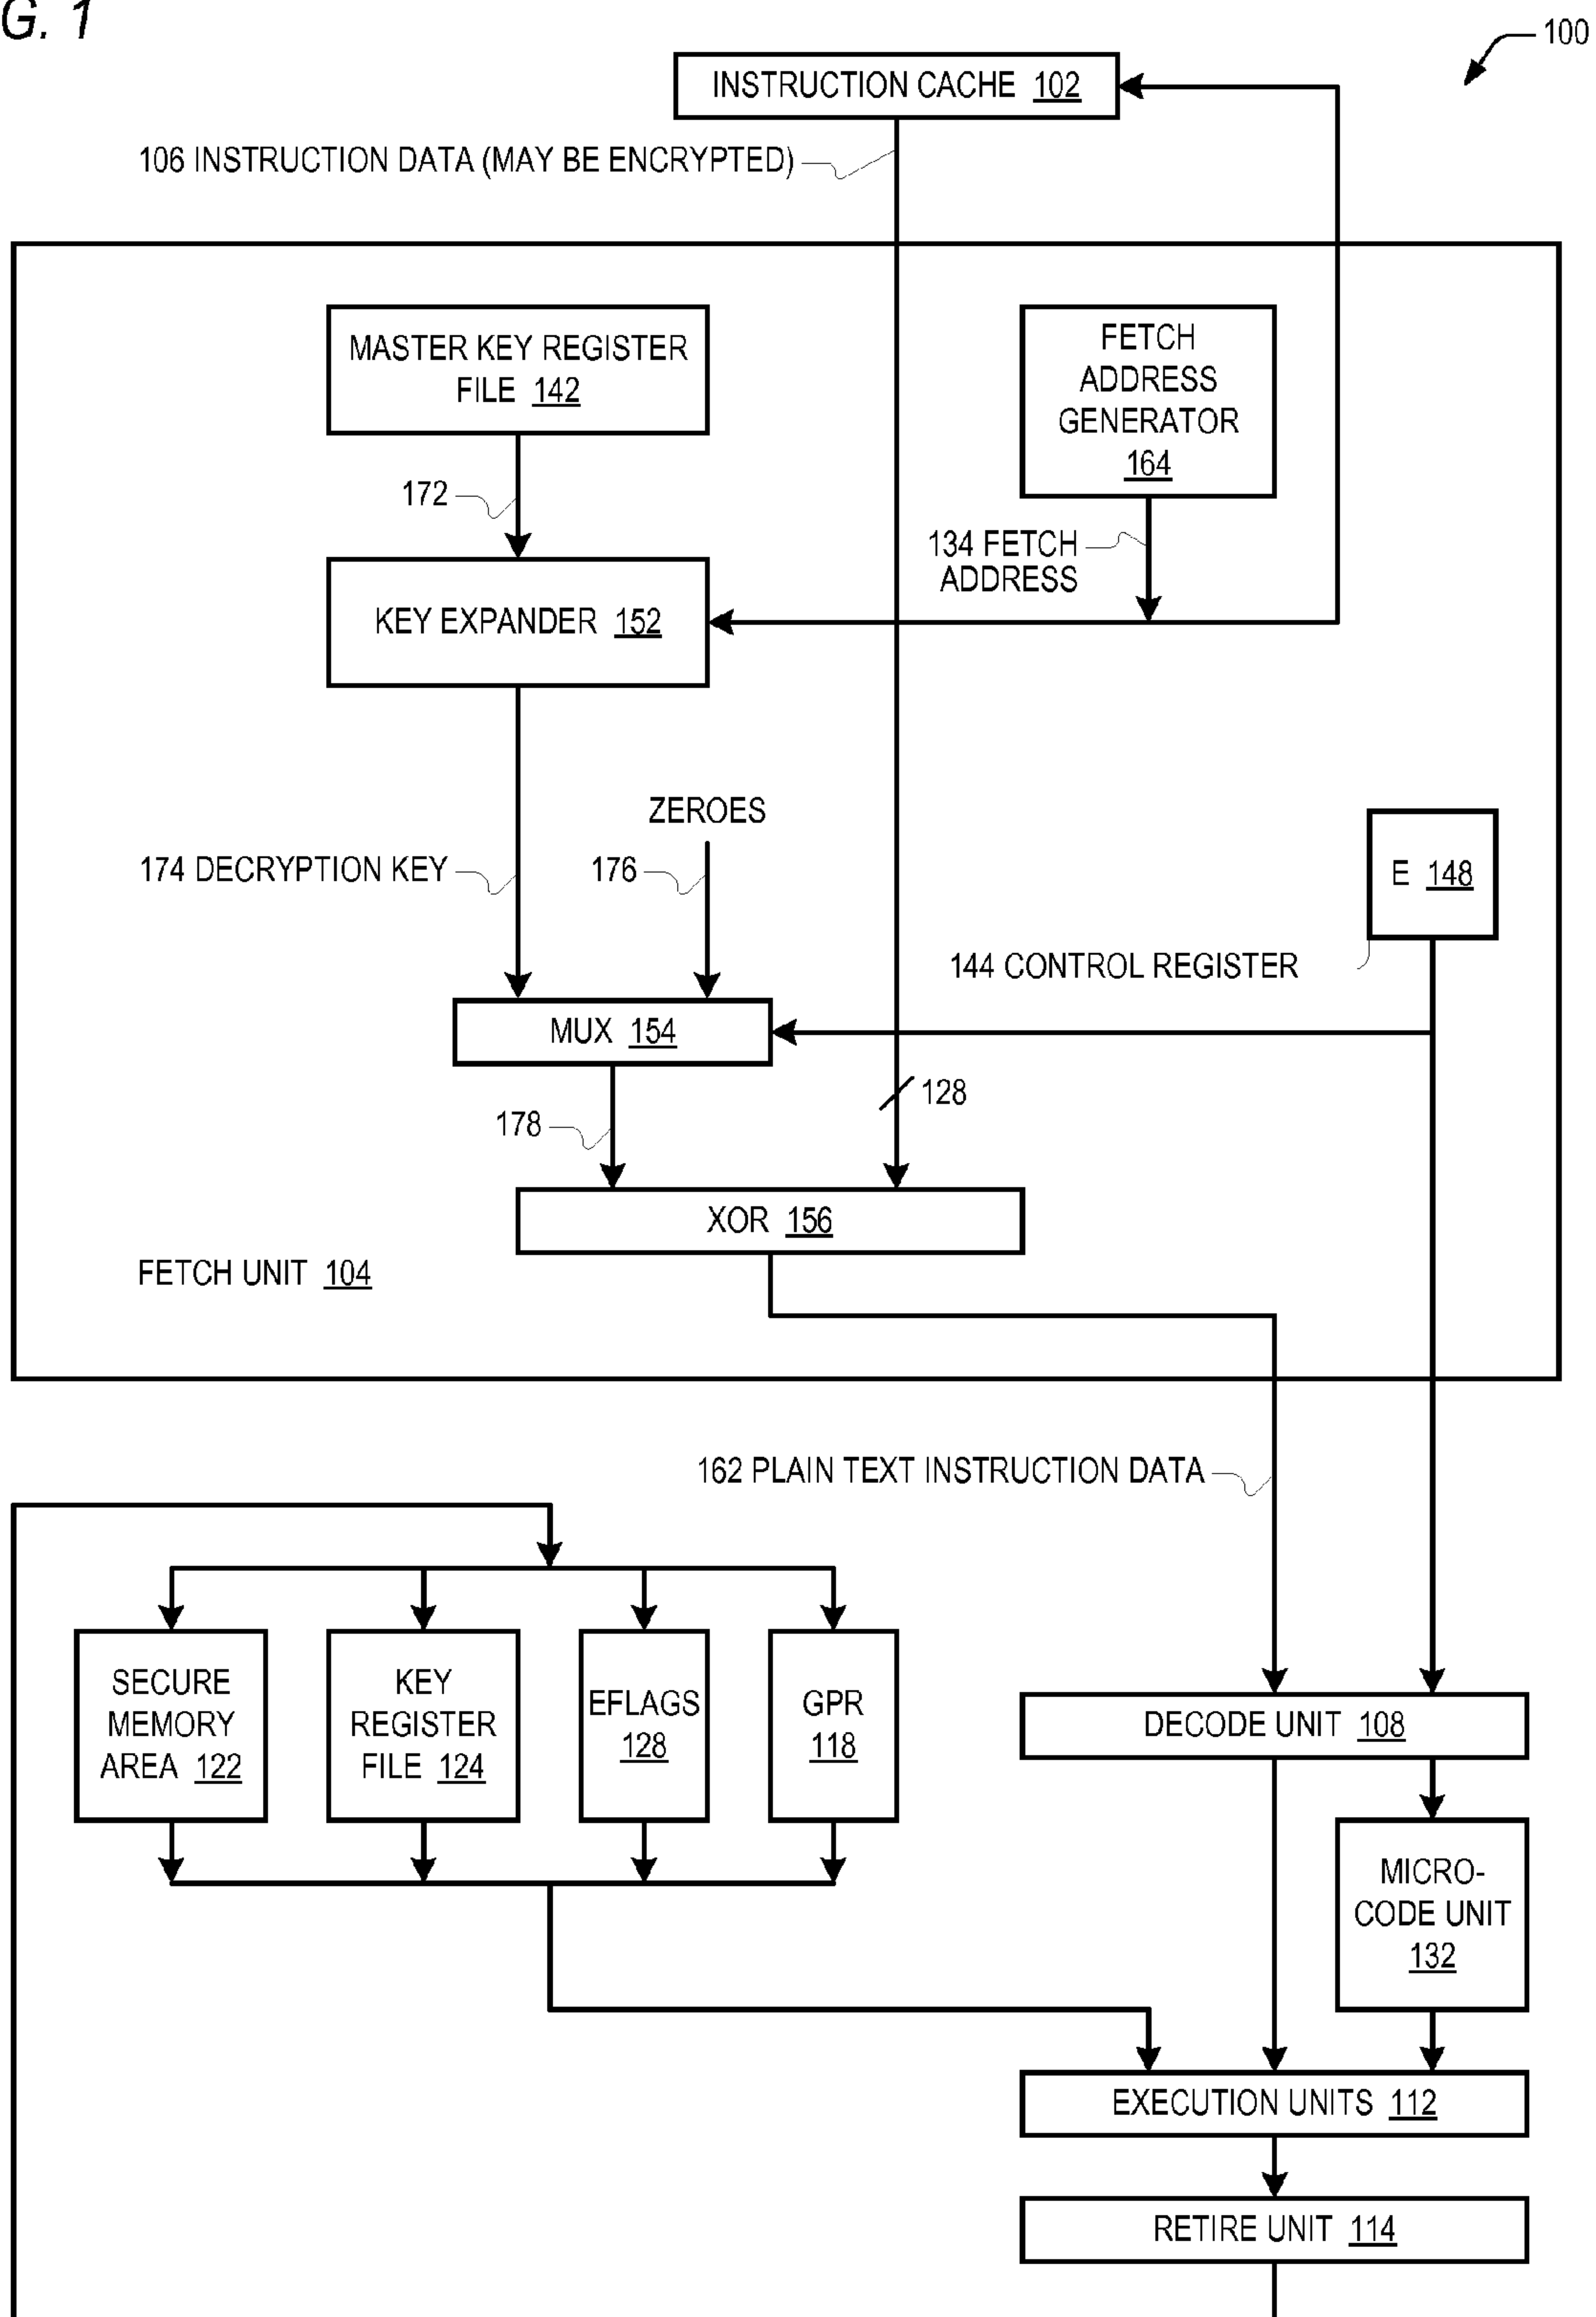 G. 1
100
INSTRUCTION CACHE 102
106 INSTRUCTION DATA (MAY BE ENCRYPTED)
MASTER KEY REGISTER
FILE 142
FETCH
ADDRESS
GENERATOR
164
172
134 FETCH
ADDRESS
KEY EXPANDER 152
ZEROES
174 DECRYPTION KEY
176
E 148
144 CONTROL REGISTER
MUX 154
128
178
XOR 156
FETCH UNIT 104
162 PLAIN TEXT INSTRUCTION DATA
SECURE
MEMORY
AREA 122
KEY
REGISTER
FILE 124
EFLAGS
128
GPR
118
DECODE UNIT 108
MICRO-
CODE UNIT
132
EXECUTION UNITS 112
RETIRE UNIT 114